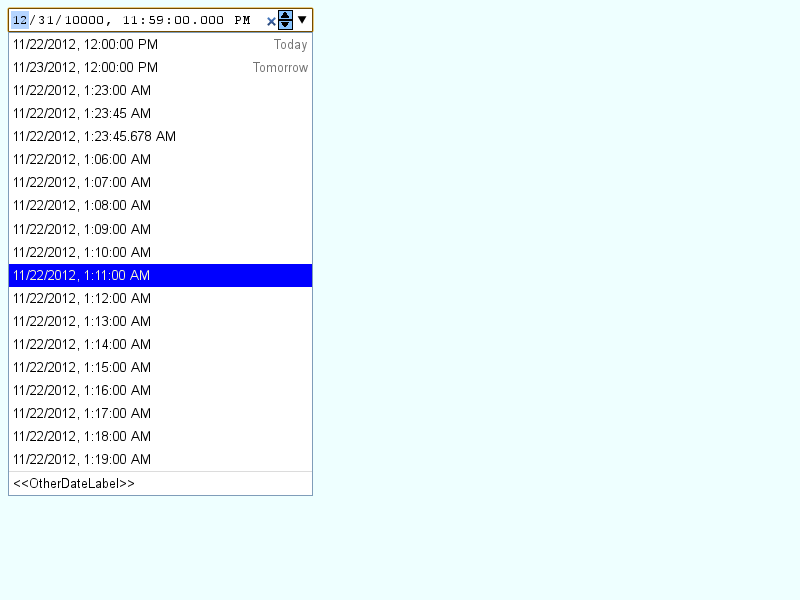 12/31/10000, 11:59:00.000 PM
11/22/2012, 12:00:00 PM Today
11/23/2012, 12:00:00 PM Tomorrow
11/22/2012, 1:23:00 AM
11/22/2012, 1:23:45 AM
11/22/2012, 1:23:45.678 AM
11/22/2012, 1:06:00 AM
11/22/2012, 1:07:00 AM
11/22/2012, 1:08:00 AM
11/22/2012, 1:09:00 AM
11/22/2012, 1:10:00 AM
11/22/2012, 1:11:00 AM
11/22/2012, 1:12:00 AM
11/22/2012, 1:13:00 AM
11/22/2012, 1:14:00 AM
11/22/2012, 1:15:00 AM
11/22/2012, 1:16:00 AM
11/22/2012, 1:17:00 AM
11/22/2012, 1:18:00 AM
11/22/2012, 1:19:00 AM
<<OtherDateLabel>>